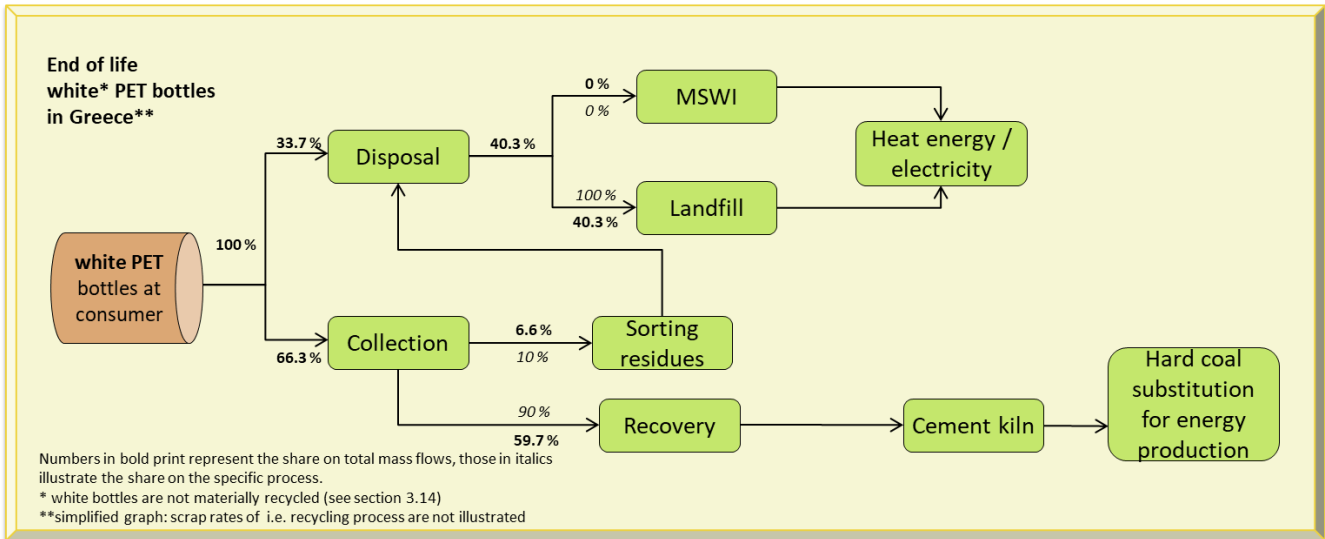 End of life
white* PET bottles
in Greece**
white PET
bottles at
consumer
100 %
33.7 %
Disposal
40.3 %
0 %
0 %
MSWI
100 %
40.3 %
Landfill
Heat energy /
electricity
66.3 %
Collection
6.6 %
10 %
Sorting
residues
90 %
59.7 %
Recovery
Cement kiln
Hard coal
substitution
for energy
production
Numbers in bold print represent the share on total mass flows, those in italics
illustrate the share on the specific process.
* white bottles are not materially recycled (see section 3.14)
**simplified graph: scrap rates of i.e. recycling process are not illustrated